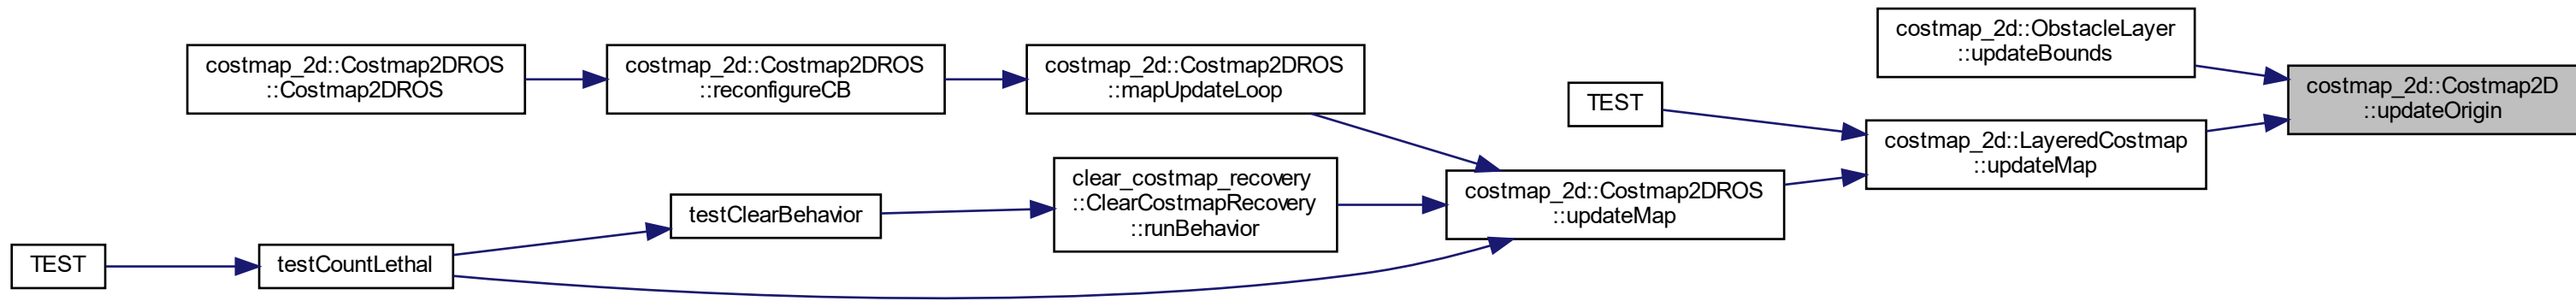 costmap_2d::ObstacleLayer
::updateBounds
costmap_2d::Costmap2DROS
::Costmap2DROS
costmap_2d::Costmap2DROS
::reconfigureCB
costmap_2d::Costmap2DROS
::mapUpdateLoop
TEST
costmap_2d::Costmap2D
::updateOrigin
costmap_2d::LayeredCostmap
::updateMap
clear_costmap_recovery
::ClearCostmapRecovery
::runBehavior
costmap_2d::Costmap2DROS
::updateMap
testClearBehavior
TEST
testCountLethal